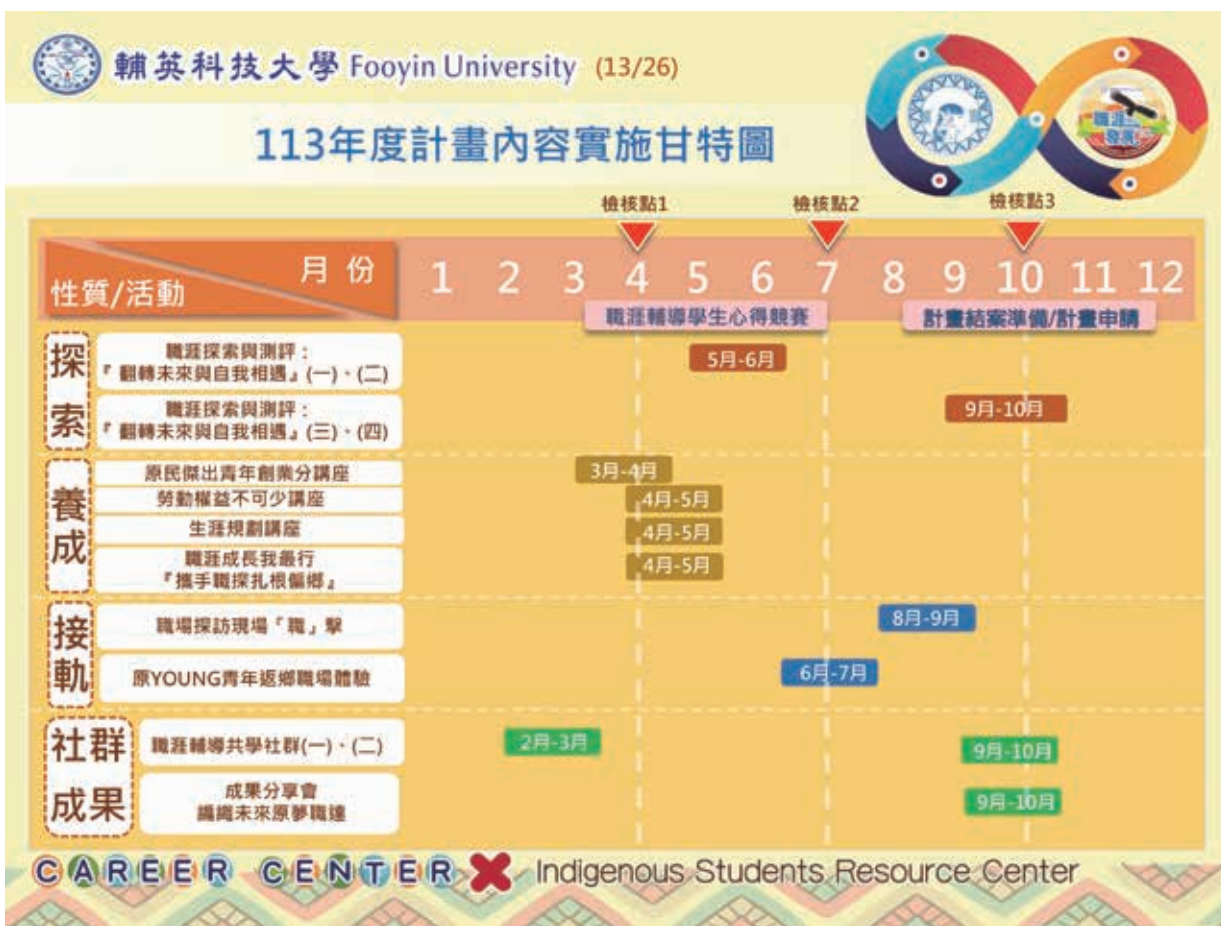 輔英科技大學 Fooyin University (13/26)
113年度計畫內容實施甘特圖
職涯
發展
檢核點1
檢核點2
檢核點3
月 份
性質/活動
1 2 3 4 5 6 7 8 9 10 11 12
職涯輔導學生心得競賽
計畫結案準備/計畫申請
探索
職涯探索與測評：
『 翻轉未來與自我相遇』(一)、(二)
5月-6月
職涯探索與測評：
『 翻轉未來與自我相遇』(三)、(四)
9月-10月
養成
原民傑出青年創業分講座
3月-4月
勞動權益不可少講座
4月-5月
生涯規劃講座
4月-5月
職涯成長我最行
『攜手職探扎根偏鄉』
4月-5月
接軌
職場探訪現場「職」擊
8月-9月
原YOUNG青年返鄉職場體驗
6月-7月
社群
成果
職涯輔導共學社群(一)、(二)
2月-3月
9月-10月
成果分享會
編織未來原夢職達
9月-10月
CAREER CENTER X Indigenous Students Resource Center